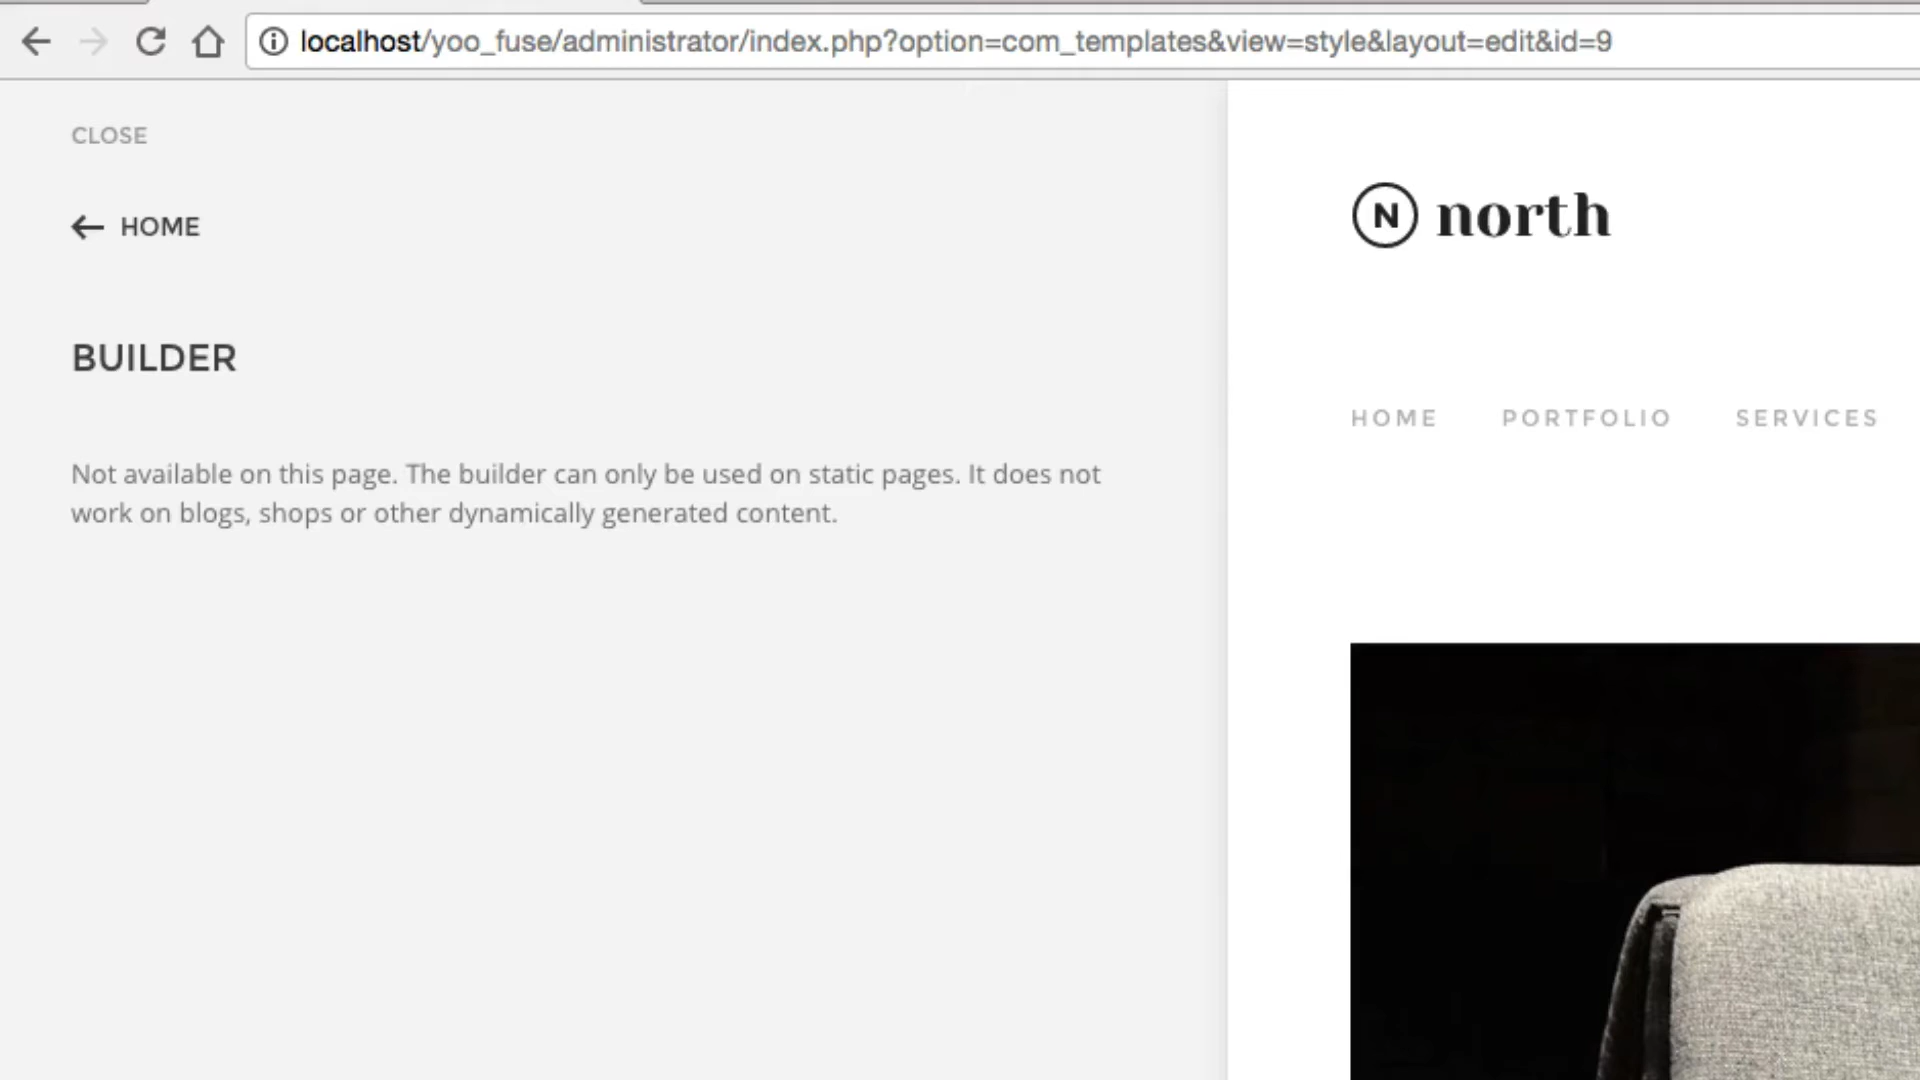 localhost/yoo_fuse/administrator/index.php?option=com_templates&view=style&layout=edit&id=9
CLOSE
HOME
BUILDER
Not available on this page. The builder can only be used on static pages. It does not
work on blogs, shops or other dynamically generated content.
N north
HOME PORTFOLIO SERVICES